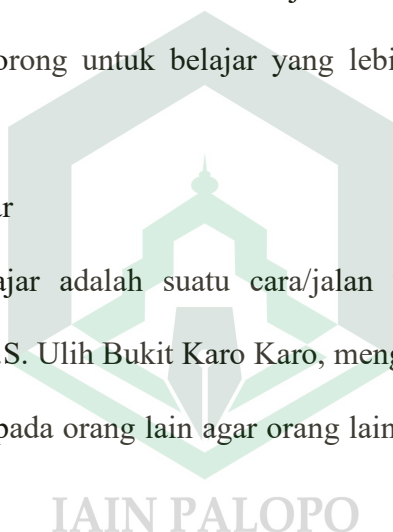 orong untuk belajar yang lebi
ar
ajar adalah suatu cara/jalan
.S. Ulih Bukit Karo Karo, meng
pada orang lain agar orang lain
IAIN PALOPO